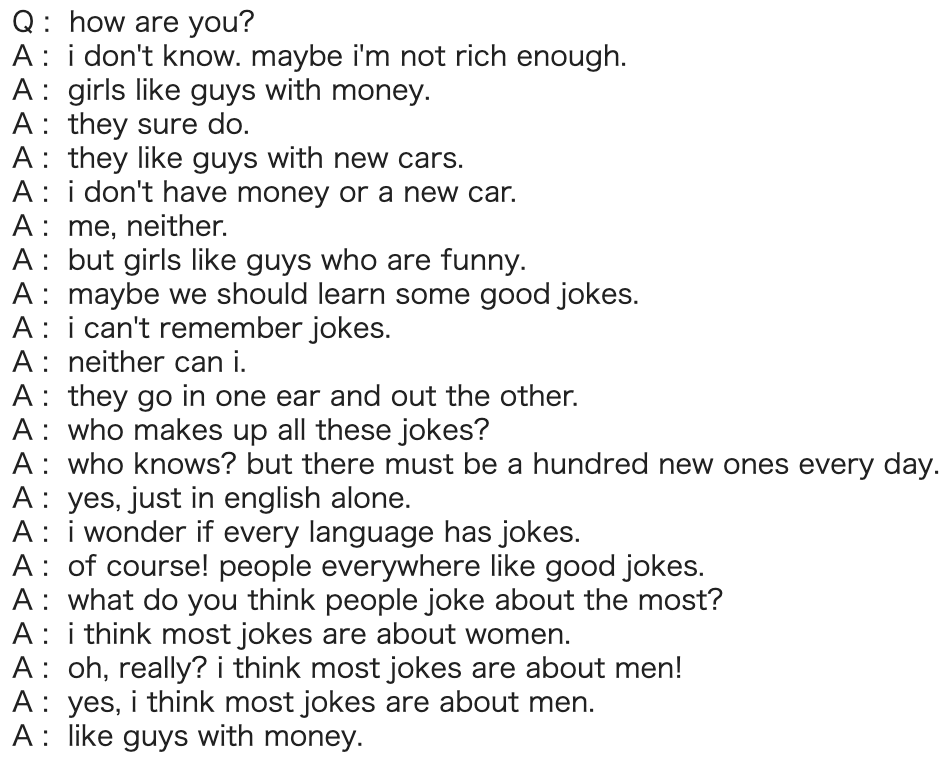 Q : how are you?
A : i don't know. maybe i'm not rich enough.
A : girls like guys with money.
A : they sure do.
A : they like guys with new cars.
A : i don't have money or a new car.
A : me, neither.
A : but girls like guys who are funny.
A : maybe we should learn some good jokes.
A : i can't remember jokes.
A : neither can i.
A : they go in one ear and out the other.
A : who makes up all these jokes?
A : who knows? but there must be a hundred new ones every day.
A : yes, just in english alone.
A : i wonder if every language has jokes.
A : of course! people everywhere like good jokes.
A : what do you think people joke about the most?
A : i think most jokes are about women.
A : oh, really? i think most jokes are about men!
A : yes, i think most jokes are about men.
A : like guys with money.